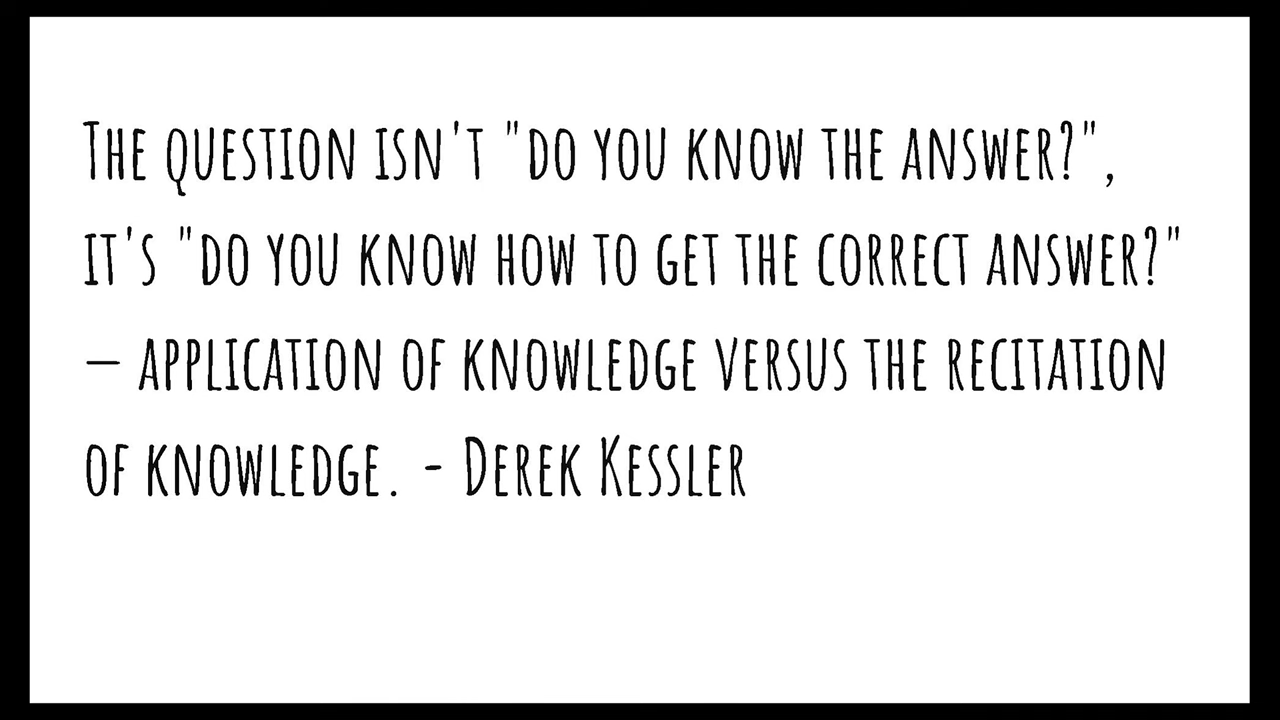 The question isn't "do you know the answer?",
it's "do you know how to get the correct answer?"
— application of knowledge versus the recitation
of knowledge. - Derek Kessler